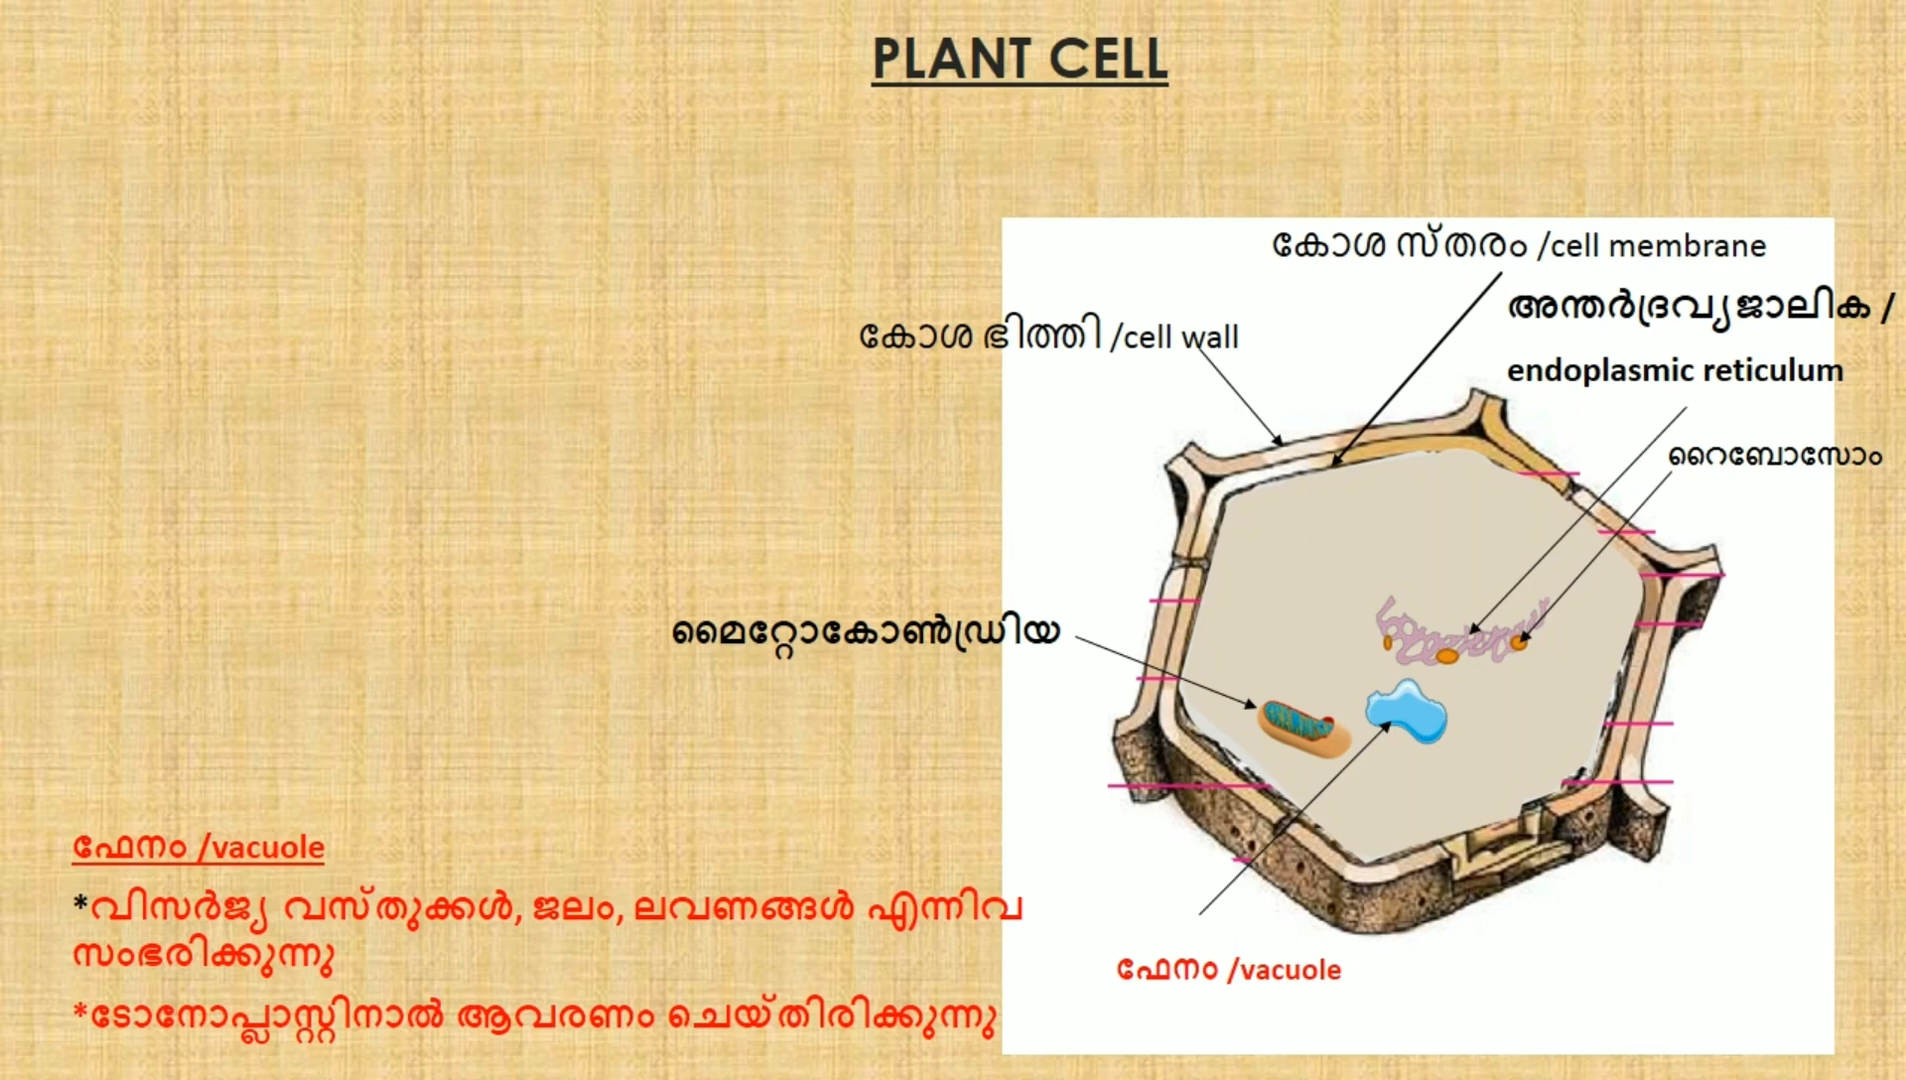 PLANT CELL
കോശ സ്തരം /cell membrane
അന്തർദ്രവ്യജാലിക /
endoplasmic reticulum
കോശ ഭിത്തി /cell wall
റൈബോസോം
മൈറ്റോകോൺഡ്രിയ
ഫേനം /vacuole
*വിസർജ്യ വസ്തുക്കൾ, ജലം, ലവണങ്ങൾ എന്നിവ
സംഭരിക്കുന്നു
*ടോനോപ്ലാസ്റ്റിനാൽ ആവരണം ചെയ്തിരിക്കുന്നു
ഫേനം /vacuole